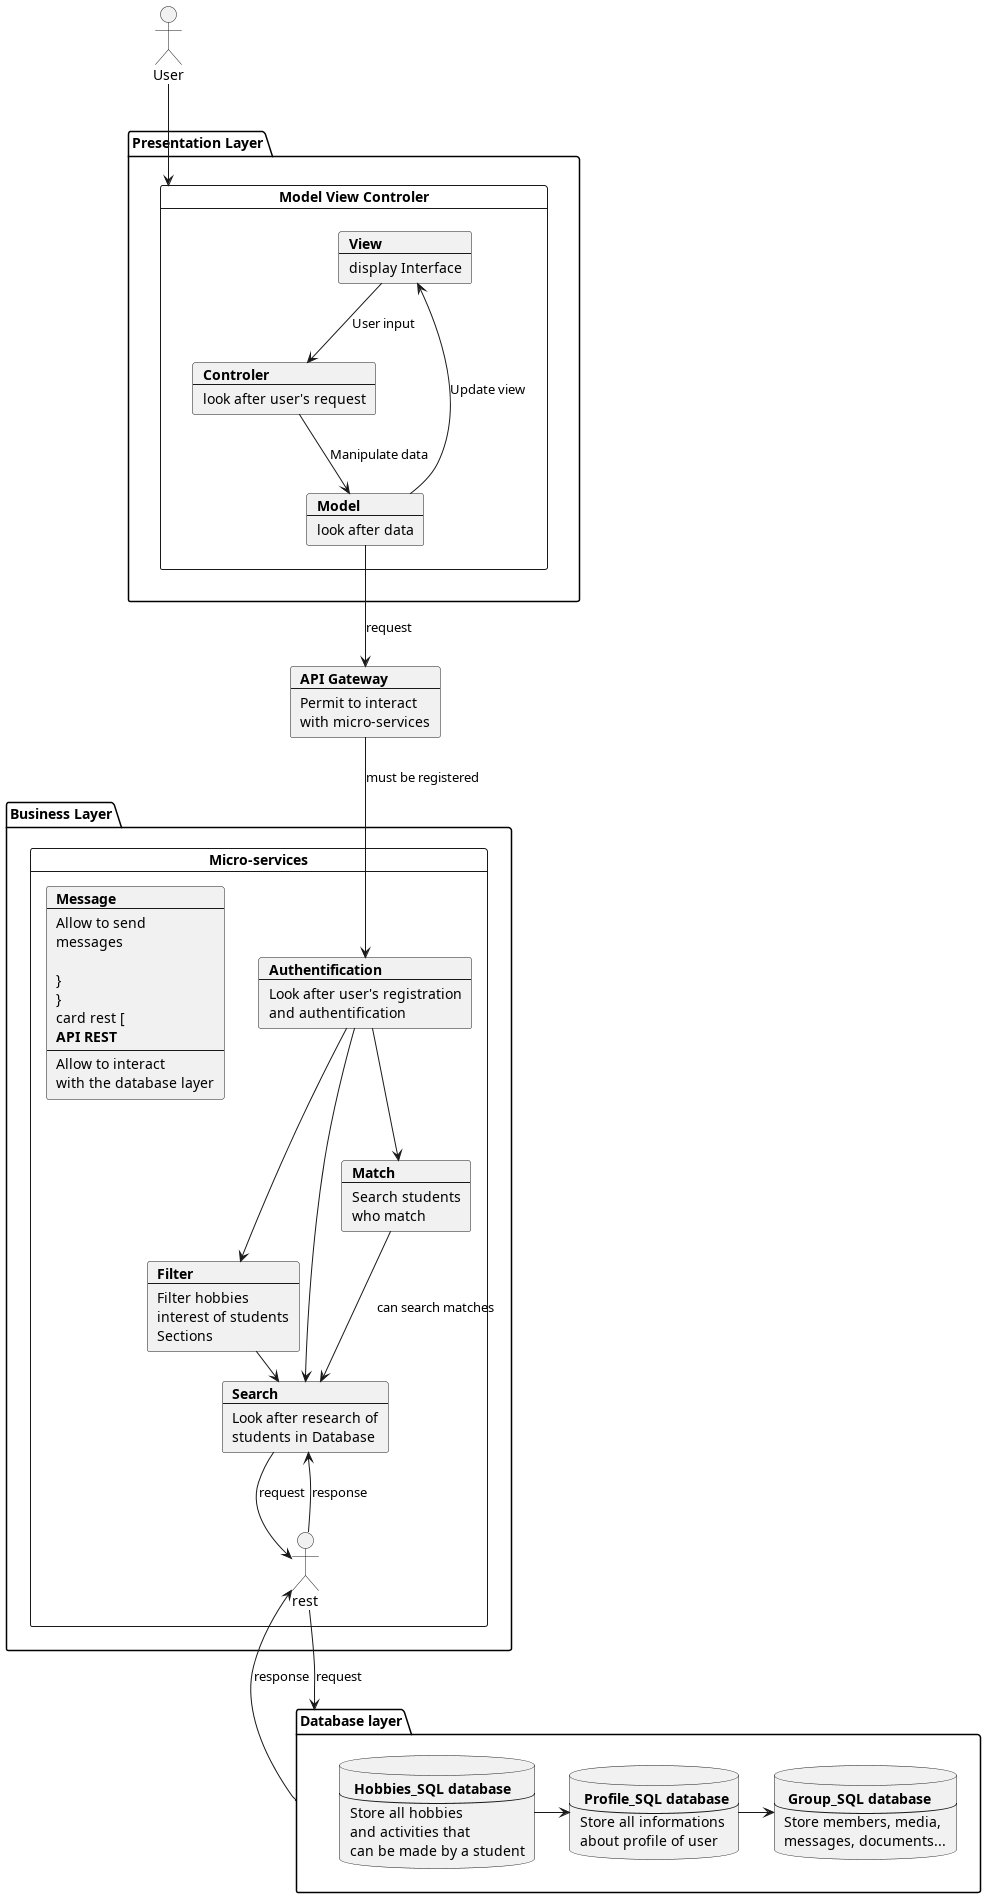 User
Presentation Layer
Model View Controler
View
display Interface
User input
Controler
look after user's request
Update view
Manipulate data
Model
look after data
request
API Gateway
Permit to interact
with micro-services
must be registered
Business Layer
Micro-services
Message
Allow to send
messages
}
}
card rest [
API REST
Allow to interact
with the database layer
Authentification
Look after user's registration
and authentification
Match
Search students
who match
Filter
Filter hobbies
interest of students
Sections
can search matches
Search
Look after research of
students in Database
request
response
rest
response
request
Database layer
Hobbies_SQL database
Store all hobbies
and activities that
can be made by a student
Profile_SQL database
Store all informations
about profile of user
Group_SQL database
Store members, media,
messages, documents...